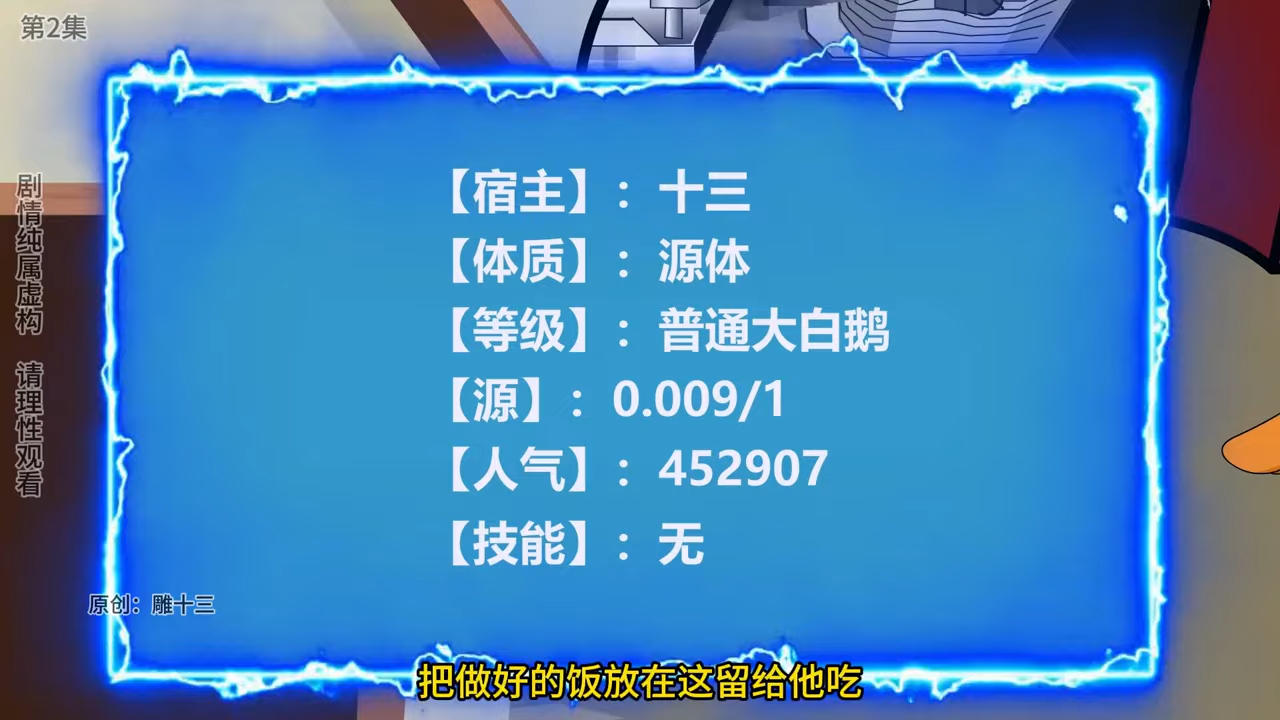 第2集
剧情纯属虚构 请理性观看
【宿主】：十三
【体质】：源体
【等级】：普通大白鹅
【源】：0.009/1
【人气】：452907
【技能】：无
原创：雕十三
把做好的饭放在这留给他吃